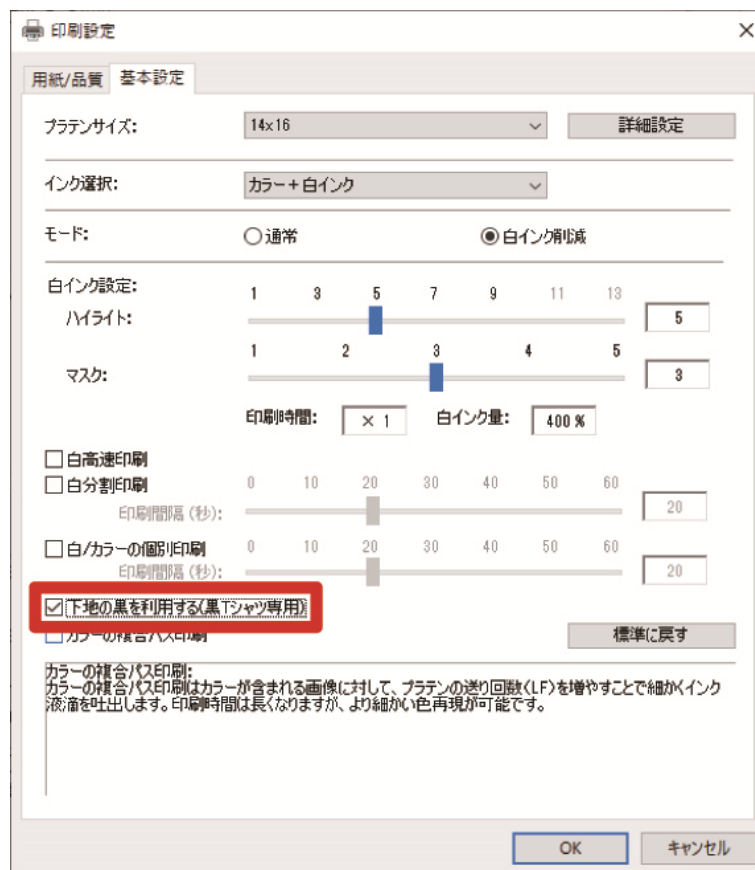 印刷設定
用紙/品質 基本設定
プラテンサイズ: 14x16 詳細設定
インク選択: カラー+白インク
モード: 通常 白インク削減
白インク設定: 1 3 5 7 9 11 13
ハイライト: 5
1 2 3 4 5
マスク: 3
印刷時間: × 1 白インク量: 400 %
白高速印刷
白分割印刷 0 10 20 30 40 50 60
印刷間隔(秒): 20
白/カラーの個別印刷 0 10 20 30 40 50 60
印刷間隔(秒): 20
下地の黒を利用する(黒Tシャツ専用)
カラーの複合パス印刷 標準に戻す
カラーの複合パス印刷:
カラーの複合パス印刷はカラーが含まれる画像に対して、プラテンの送り回数(LF)を増やすことで細かくインク
液滴を吐出します。印刷時間は長くなりますが、より細かい色再現が可能です。
OK キャンセル